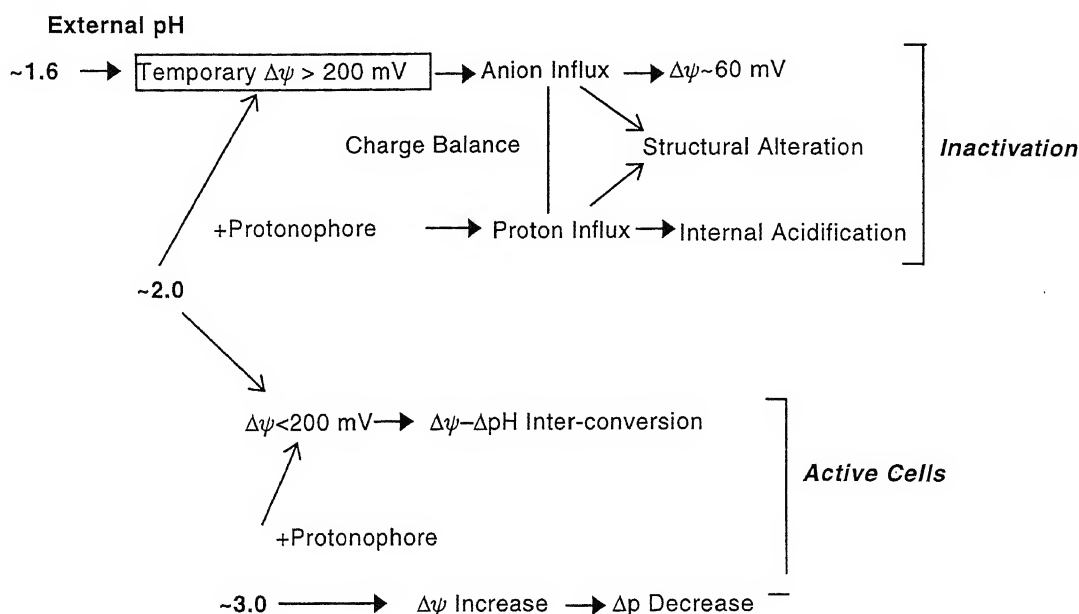 External pH
~1.6 Temporary Δψ > 200 mV Anion Influx Δψ~60 mV
Charge Balance Structural Alteration Inactivation
+Protonophore Proton Influx Internal Acidification
~2.0
Δψ<200 mV Δψ–ΔpH Inter-conversion
Active Cells
+Protonophore
~3.0 Δψ Increase Δp Decrease